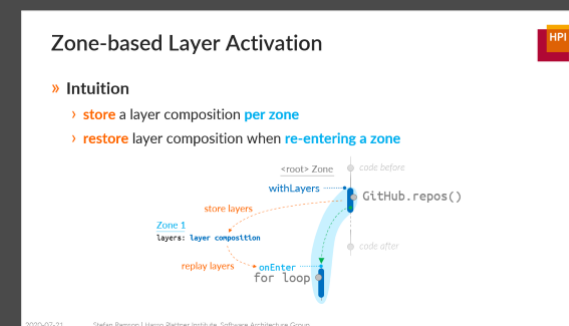 Zone-based Layer Activation
HPI
» Intuition
› store a layer composition per zone
› restore layer composition when re-entering a zone
<root> Zone
code before
withLayers
GitHub.repos()
store layers
Zone 1
layers: layer composition
code after
replay layers
onEnter
for loop
2020-07-21
Stefan Ramson | Hasso Plattner Institute, Software Architecture Group